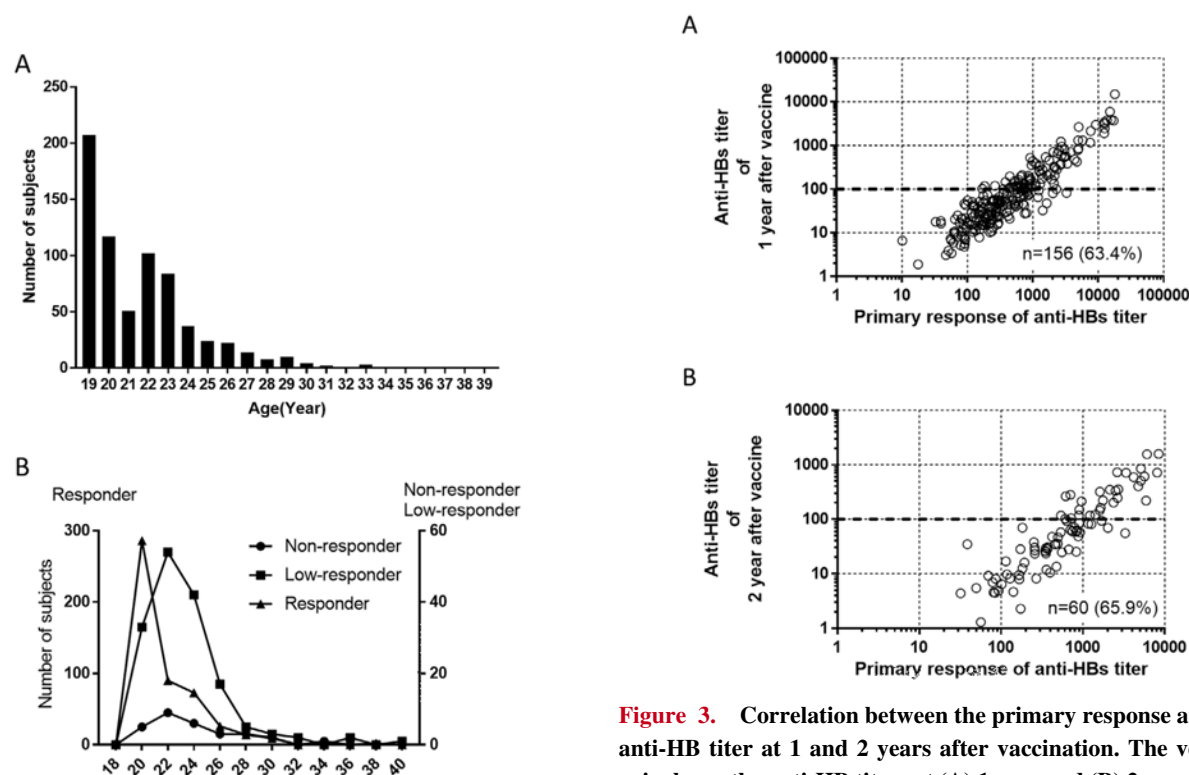 A
250
200
150
100
50
0
Number of subjects
19 20 21 22 23 24 25 26 27 28 29 30 31 32 33 34 35 36 37 38 39
Age(Year)
B
Responder
Non-responder
Low-responder
300
200
100
0
Number of subjects
60
40
20
0
Non-responder
Low-responder
Responder
18 20 22 24 26 28 30 32 34 36 38 40
A
100000
10000
1000
100
10
1
Anti-HBs titer
of
1 year after vaccine
n=156 (63.4%)
1 10 100 1000 10000 100000
Primary response of anti-HBs titer
B
10000
1000
100
10
1
Anti-HBs titer
of
2 year after vaccine
n=60 (65.9%)
1 10 100 1000 10000
Primary response of anti-HBs titer
Figure 3. Correlation between the primary response a
anti-HB titer at 1 and 2 years after vaccination. The